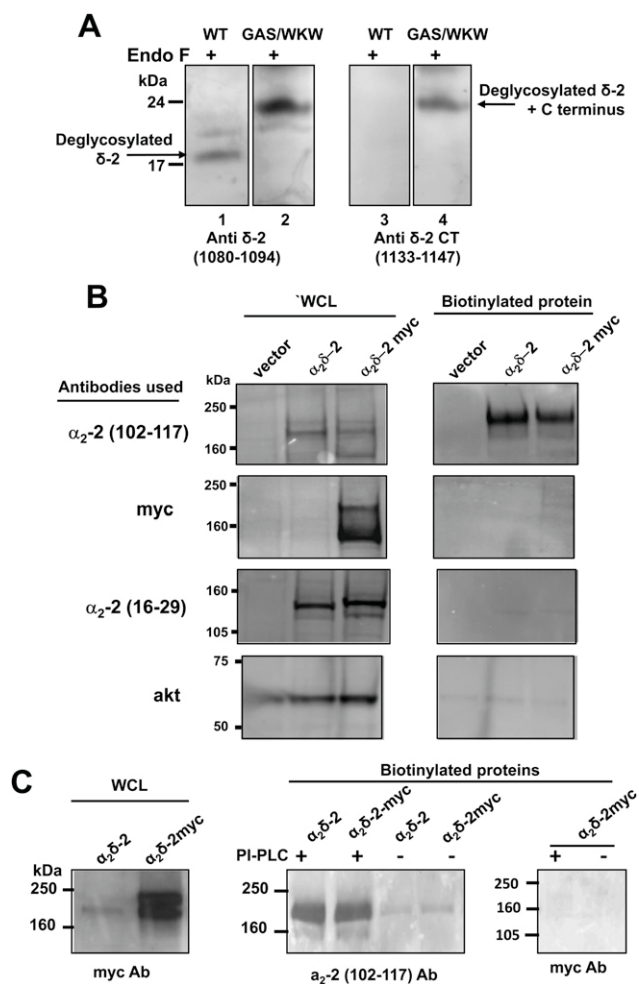 A
WT GAS/WKW WT GAS/WKW
Endo F + + + +
kDa
24
Deglycosylated δ-2 + C terminus
Deglycosylated δ-2
17
1 2 3 4
Anti δ-2 Anti δ-2 CT
(1080-1094) (1133-1147)
B
`WCL Biotinylated protein
vector α₂δ–2 α₂δ–2 myc vector α₂δ–2 α₂δ–2 myc
Antibodies used
kDa
250
α₂-2 (102-117)
160
250
myc
160
160
α₂-2 (16-29)
105
75
akt
50
C
WCL Biotinylated proteins
α₂δ-2 α₂δ-2myc α₂δ-2 α₂δ-2-myc α₂δ-2 α₂δ-2myc α₂δ-2myc
PI-PLC + + - - + -
kDa
250 250 250
160 160 160
105
myc Ab a₂-2 (102-117) Ab myc Ab